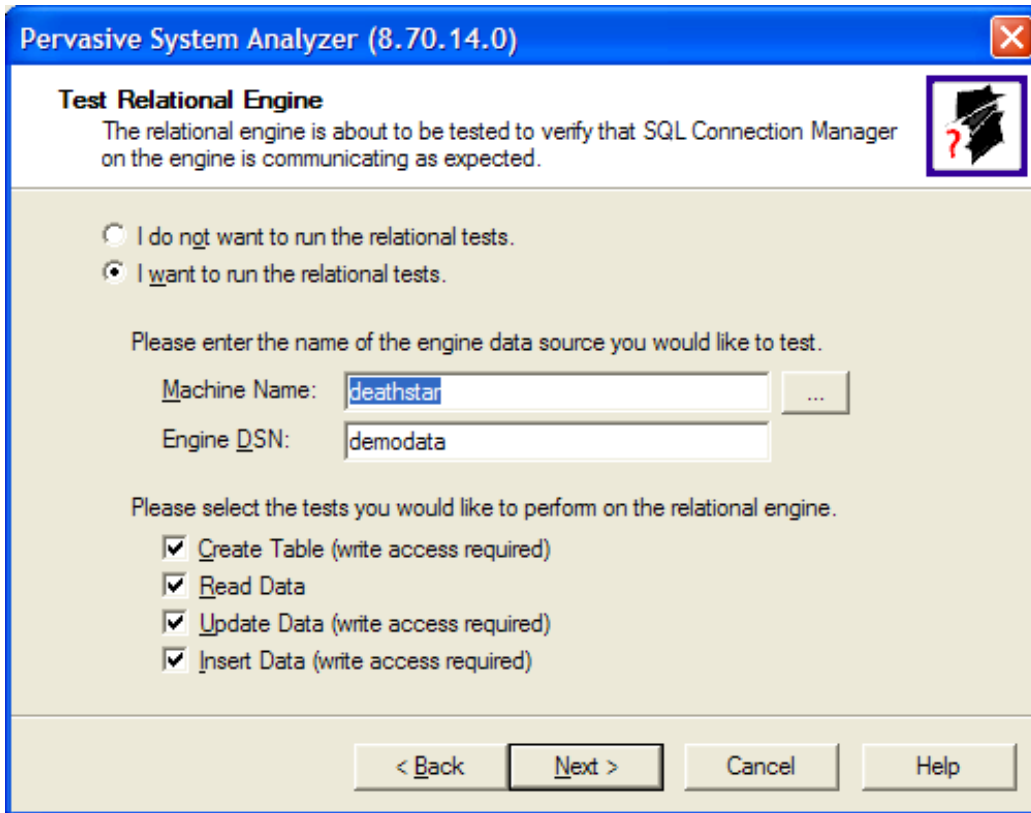 Pervasive System Analyzer (8.70.14.0)
Test Relational Engine
The relational engine is about to be tested to verify that SQL Connection Manager
on the engine is communicating as expected.
?
I do not want to run the relational tests.
I want to run the relational tests.
Please enter the name of the engine data source you would like to test.
Machine Name: deathstar ...
Engine DSN: demodata
Please select the tests you would like to perform on the relational engine.
Create Table (write access required)
Read Data
Update Data (write access required)
Insert Data (write access required)
< Back Next > Cancel Help